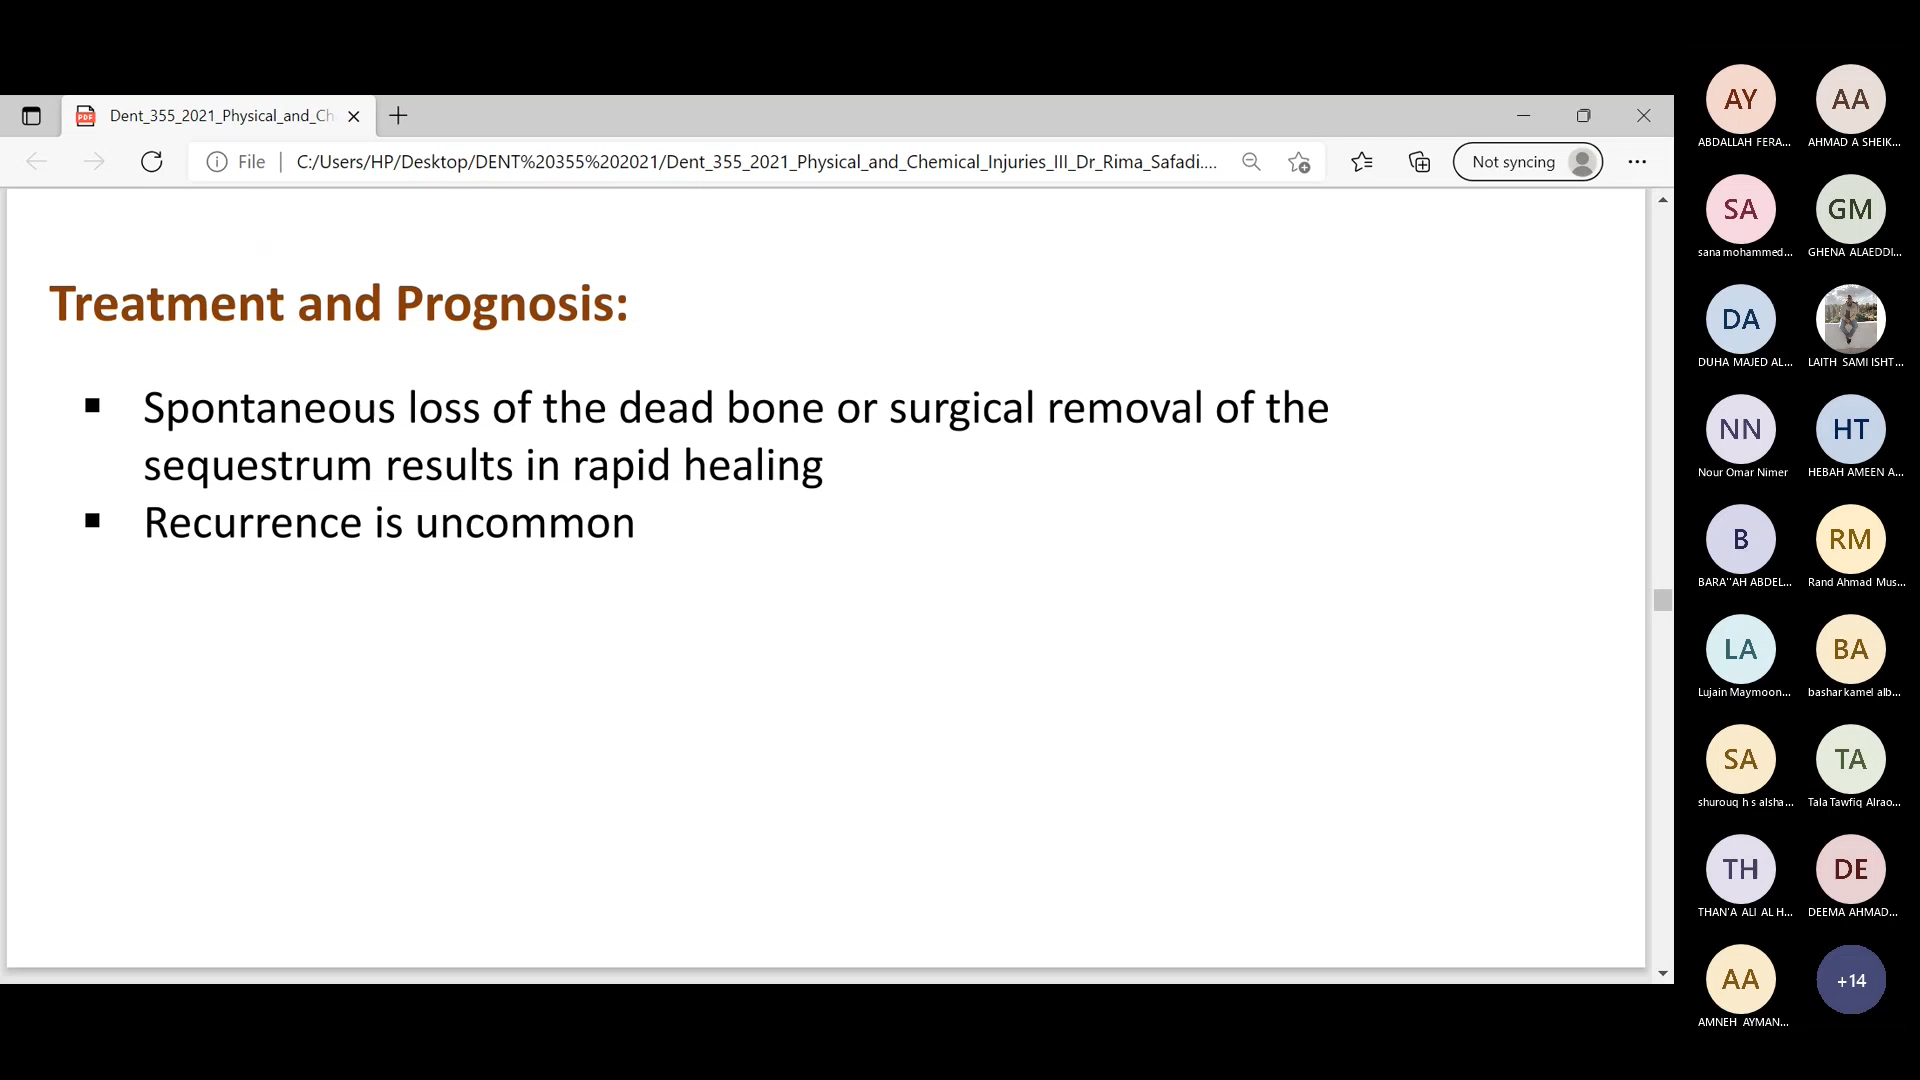 Dent_355_2021_Physical_and_Ch
File
C:/Users/HP/Desktop/DENT%20355%202021/Dent_355_2021_Physical_and_Chemical_Injuries_III_Dr_Rima_Safadi....
Not syncing
Treatment and Prognosis:
▪ Spontaneous loss of the dead bone or surgical removal of the
sequestrum results in rapid healing
▪ Recurrence is uncommon
AY AA
ABDALLAH FERA... AHMAD A SHEIK...
SA GM
sana mohammed... GHENA ALAEDDI...
DA
DUHA MAJED AL... LAITH SAMI ISHT...
NN HT
Nour Omar Nimer HEBAH AMEEN A...
B RM
BARA''AH ABDEL... Rand Ahmad Mus...
LA BA
Lujain Maymoon... bashar kamel alb...
SA TA
shurouq h s alsha... Tala Tawfiq Alrao...
TH DE
THAN'A ALI AL H... DEEMA AHMAD...
AA +14
AMNEH AYMAN...